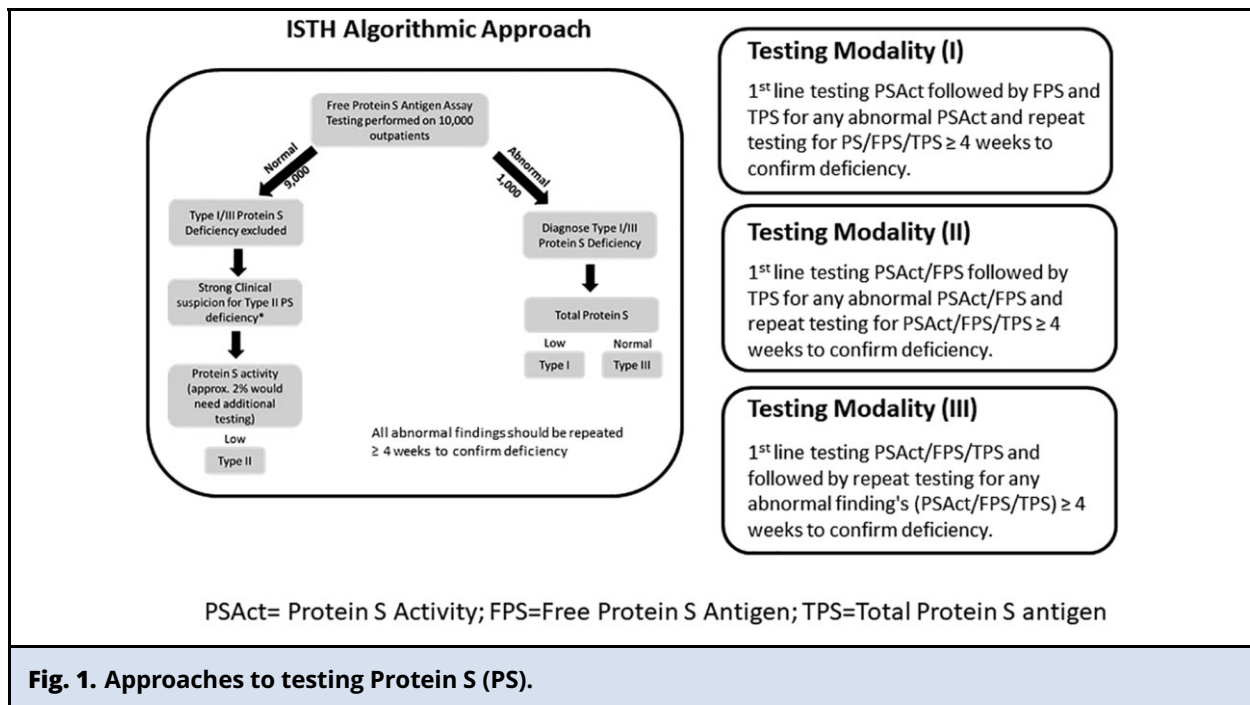 ISTH Algorithmic Approach
Free Protein S Antigen Assay
Testing performed on 10,000
outpatients
Normal
9,000
Abnormal
1,000
Type I/III Protein S
Deficiency excluded
Strong Clinical
suspicion for Type II PS
deficiency*
Protein S activity
(approx. 2% would
need additional
testing)
Low
Type II
Diagnose Type I/III
Protein S Deficiency
Total Protein S
Low
Normal
Type I
Type III
All abnormal findings should be repeated
≥ 4 weeks to confirm deficiency
Testing Modality (I)
1st line testing PSAct followed by FPS and
TPS for any abnormal PSAct and repeat
testing for PS/FPS/TPS ≥ 4 weeks to
confirm deficiency.
Testing Modality (II)
1st line testing PSAct/FPS followed by
TPS for any abnormal PSAct/FPS and
repeat testing for PSAct/FPS/TPS ≥ 4
weeks to confirm deficiency.
Testing Modality (III)
1st line testing PSAct/FPS/TPS and
followed by repeat testing for any
abnormal finding's (PSAct/FPS/TPS) ≥ 4
weeks to confirm deficiency.
PSAct= Protein S Activity; FPS=Free Protein S Antigen; TPS=Total Protein S antigen
Fig. 1. Approaches to testing Protein S (PS).